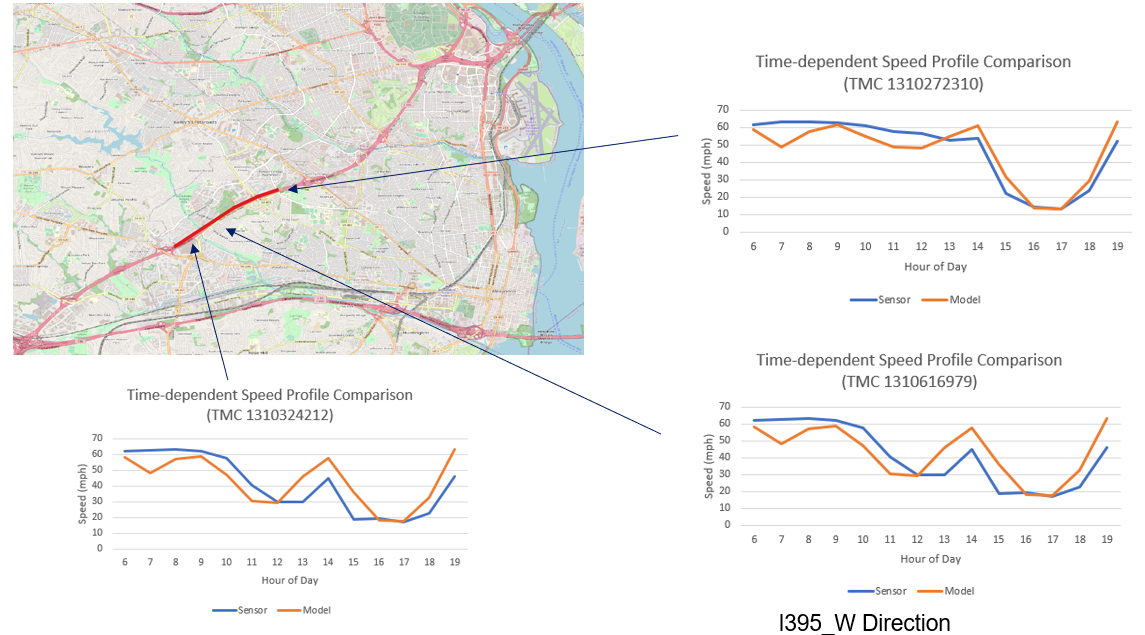 Time-dependent Speed Profile Comparison
(TMC 1310272310)
70
60
50
40
30
20
10
0
Speed (mph)
6 7 8 9 10 11 12 13 14 15 16 17 18 19
Hour of Day
Sensor Model
Time-dependent Speed Profile Comparison
(TMC 1310616979)
70
60
50
40
30
20
10
0
Speed (mph)
6 7 8 9 10 11 12 13 14 15 16 17 18 19
Hour of Day
Sensor Model
Time-dependent Speed Profile Comparison
(TMC 1310324212)
70
60
50
40
30
20
10
0
Speed (mph)
6 7 8 9 10 11 12 13 14 15 16 17 18 19
Hour of Day
Sensor Model
I395_W Direction